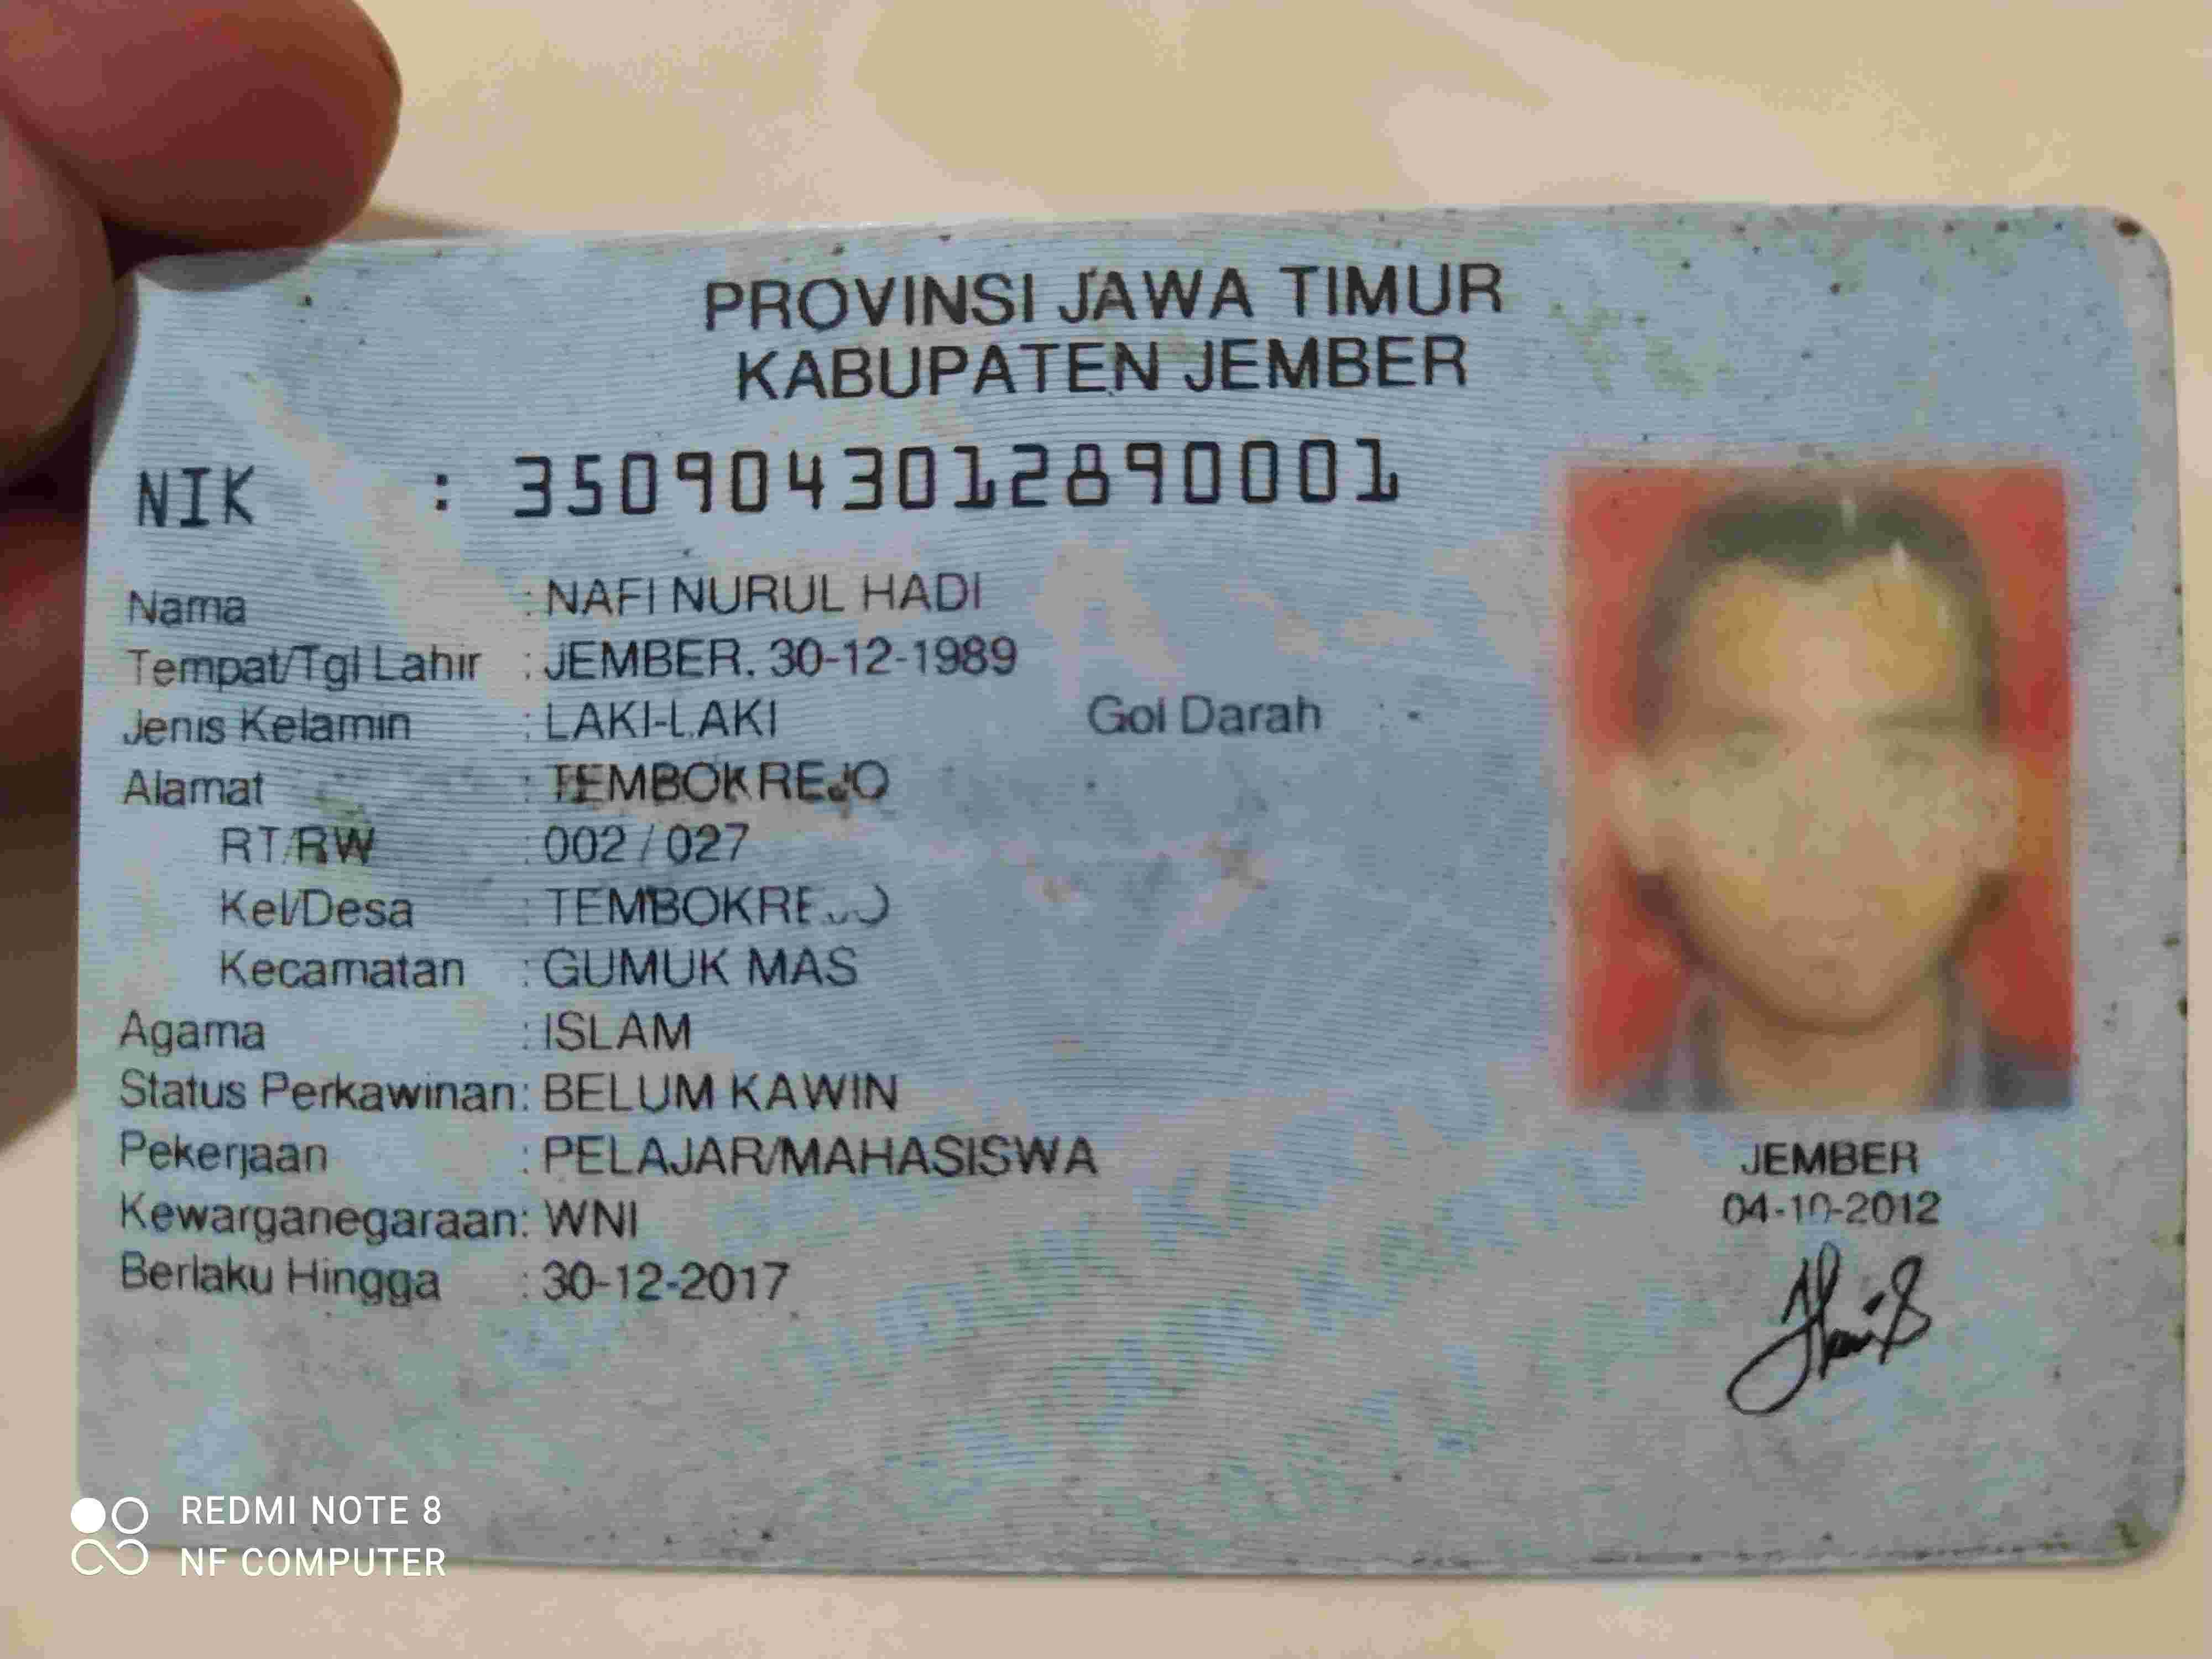 PROVINSI JAWA TIMUR
KABUPATEN JEMBER
NIK : 3509043012890001
Nama : NAFI NURUL HADI
Tempat/Tgl Lahir : JEMBER, 30-12-1989
Jenis Kelamin : LAKI-LAKI Gol Darah : -
Alamat : TEMBOKREJO
RT/RW : 002 / 027
Kel/Desa : TEMBOKREJO
Kecamatan : GUMUK MAS
Agama : ISLAM
Status Perkawinan: BELUM KAWIN
Pekerjaan : PELAJAR/MAHASISWA
Kewarganegaraan: WNI
Berlaku Hingga : 30-12-2017
JEMBER
04-10-2012
REDMI NOTE 8
NF COMPUTER